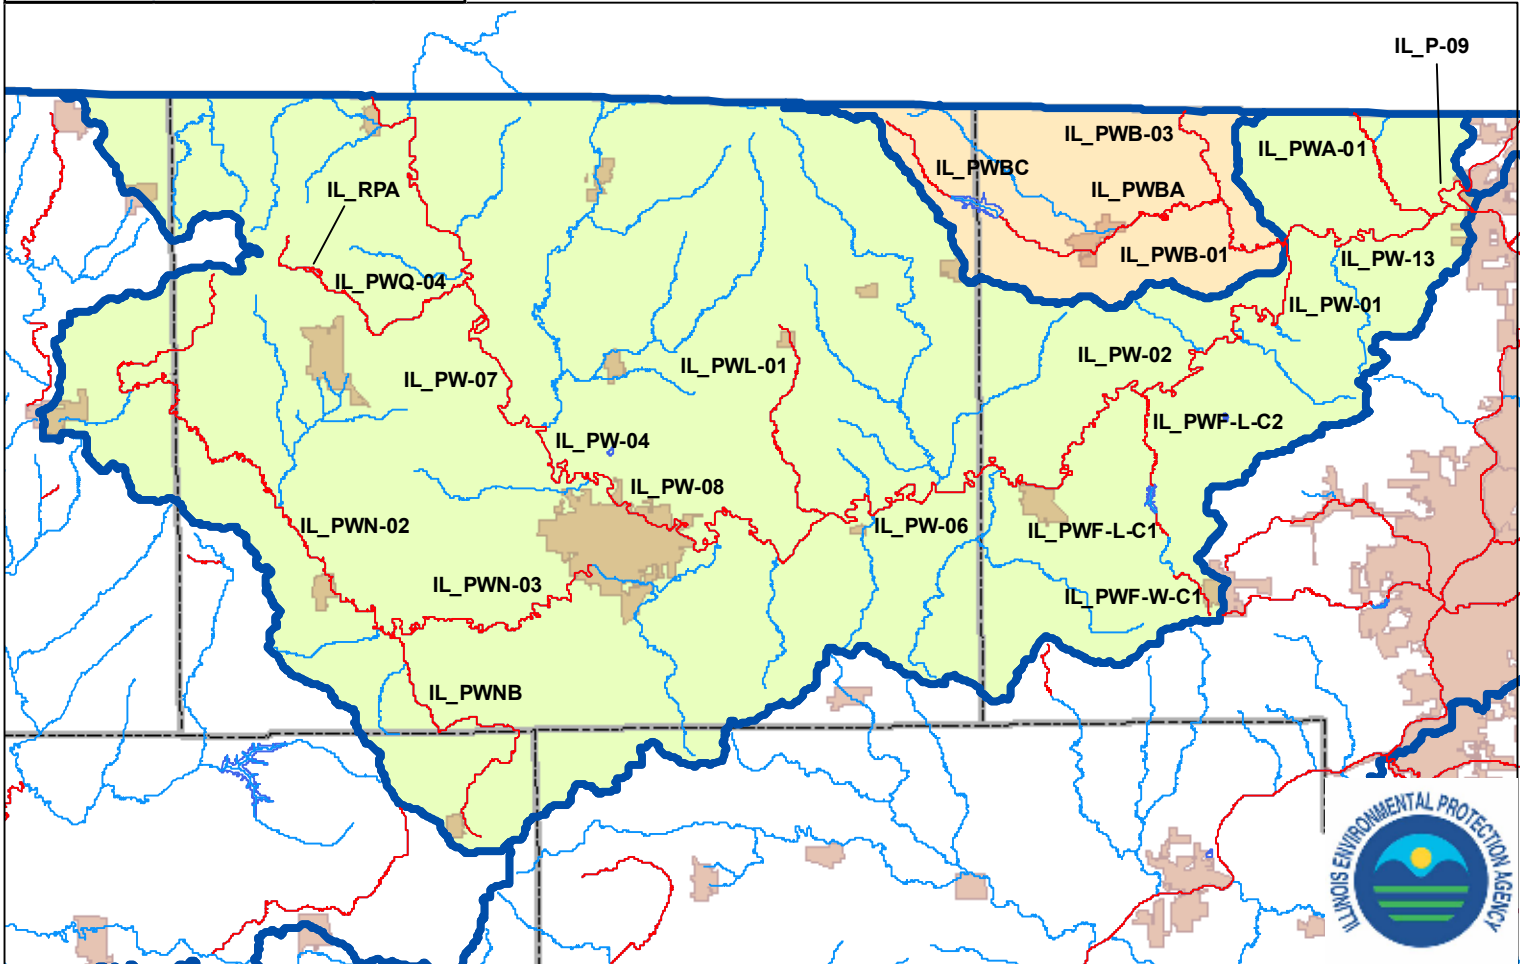 IL_P-09
IL_PWB-03
IL_PWA-01
IL_PWBC
IL_RPA
IL_PWBA
IL_PWB-01
IL_PW-13
IL_PWQ-04
IL_PW-01
IL_PW-02
IL_PWL-01
IL_PW-07
IL_PWF-L-C2
IL_PW-04
IL_PW-08
IL_PWN-02
IL_PW-06
IL_PWF-L-C1
IL_PWN-03
IL_PWF-W-C1
IL_PWNB
ILLINOIS ENVIRONMENTAL PROTECTION AGENCY